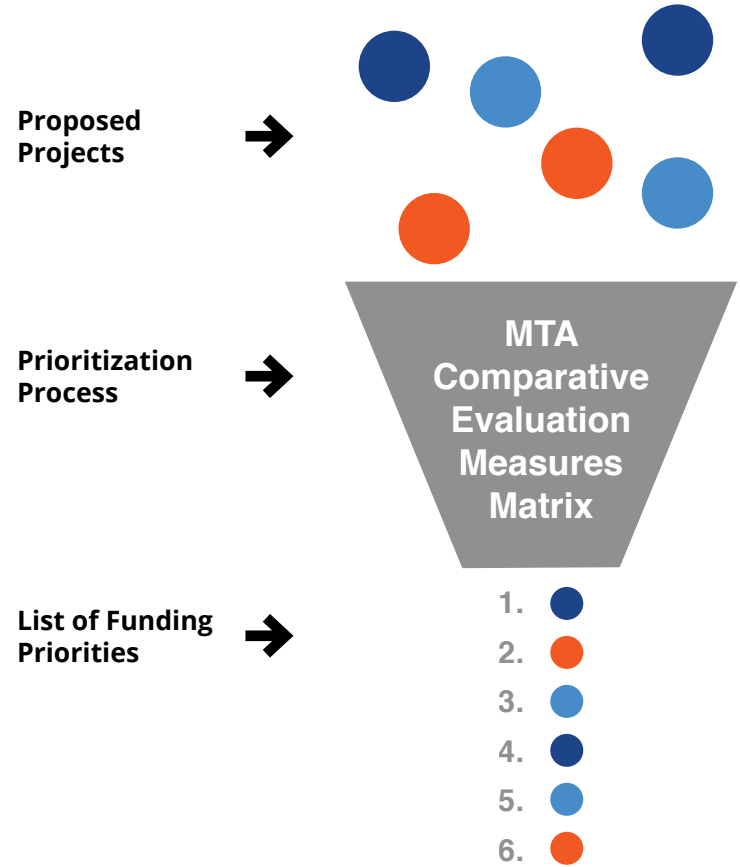 Proposed
Projects
MTA
Comparative
Evaluation
Measures
Matrix
Prioritization
Process
List of Funding
Priorities
1.
2.
3.
4.
5.
6.